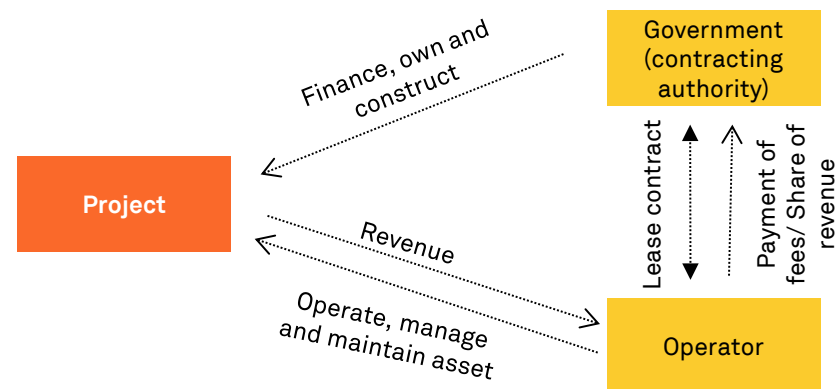 Government
(contracting
authority)
Finance, own and
construct
Project
Lease contract
Payment of
fees/ Share of
revenue
Revenue
Operate, manage
and maintain asset
Operator